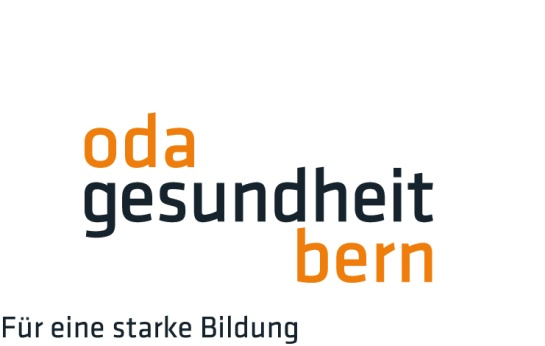 oda
gesundheit
bern
Für eine starke Bildung